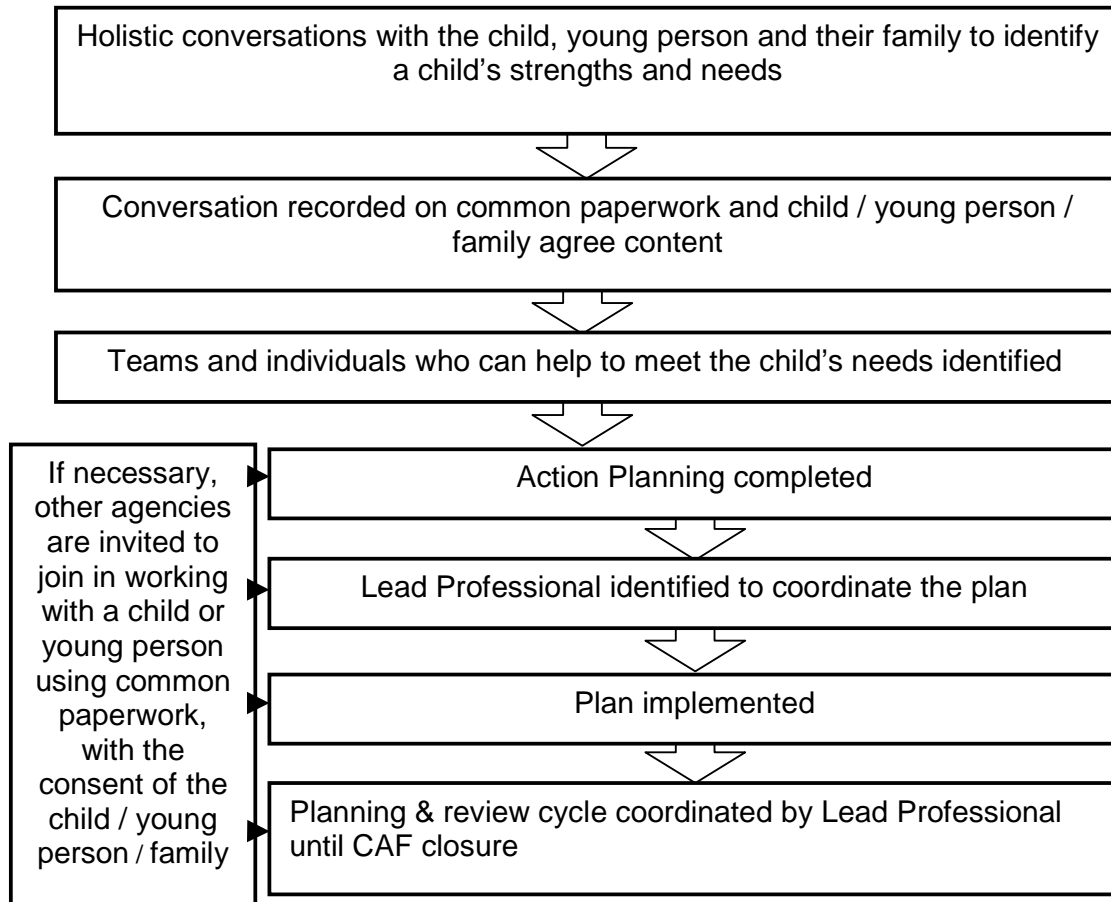 Holistic conversations with the child, young person and their family to identify
a child’s strengths and needs
Conversation recorded on common paperwork and child / young person /
family agree content
Teams and individuals who can help to meet the child’s needs identified
If necessary,
other agencies
are invited to
join in working
with a child or
young person
using common
paperwork,
with the
consent of the
child / young
person / family
Action Planning completed
Lead Professional identified to coordinate the plan
Plan implemented
Planning & review cycle coordinated by Lead Professional
until CAF closure